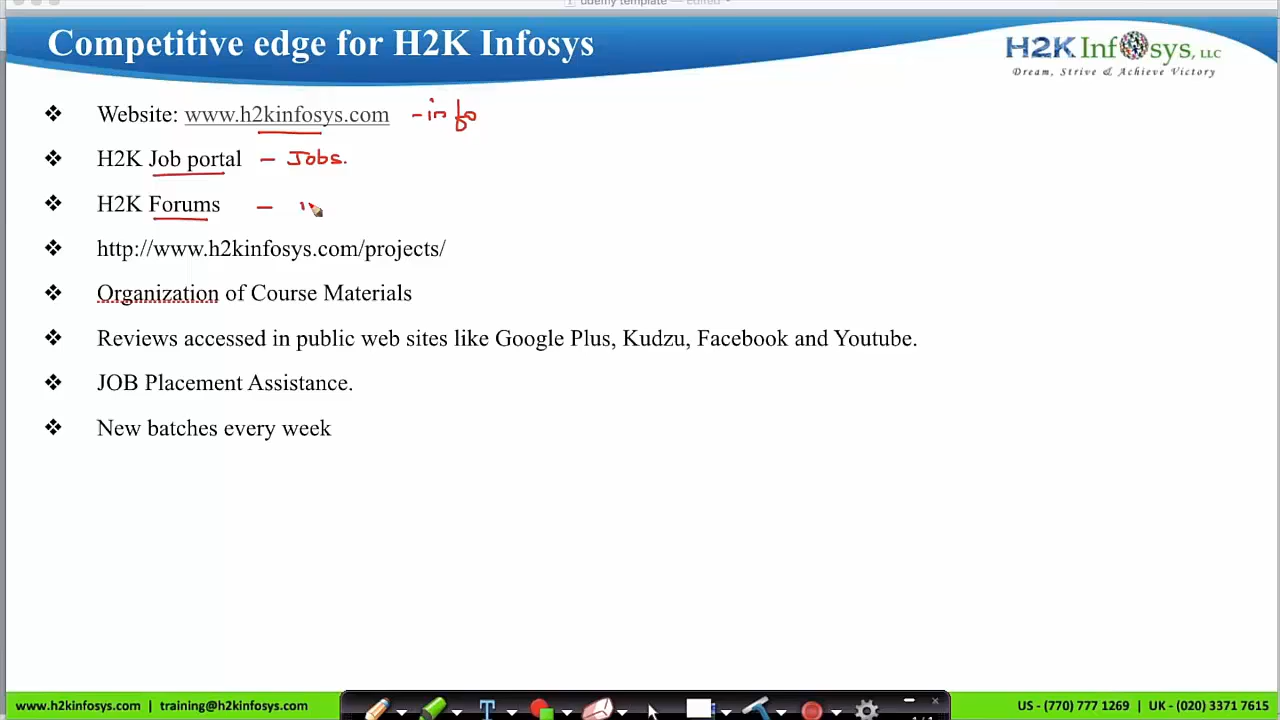 udemy template — Edited
Competitive edge for H2K Infosys
H2K Infosys, LLC
Dream, Strive & Achieve Victory
❖ Website: www.h2kinfosys.com - info
❖ H2K Job portal - Jobs.
❖ H2K Forums -
❖ http://www.h2kinfosys.com/projects/
❖ Organization of Course Materials
❖ Reviews accessed in public web sites like Google Plus, Kudzu, Facebook and Youtube.
❖ JOB Placement Assistance.
❖ New batches every week
www.h2kinfosys.com | training@h2kinfosys.com
US - (770) 777 1269 | UK - (020) 3371 7615